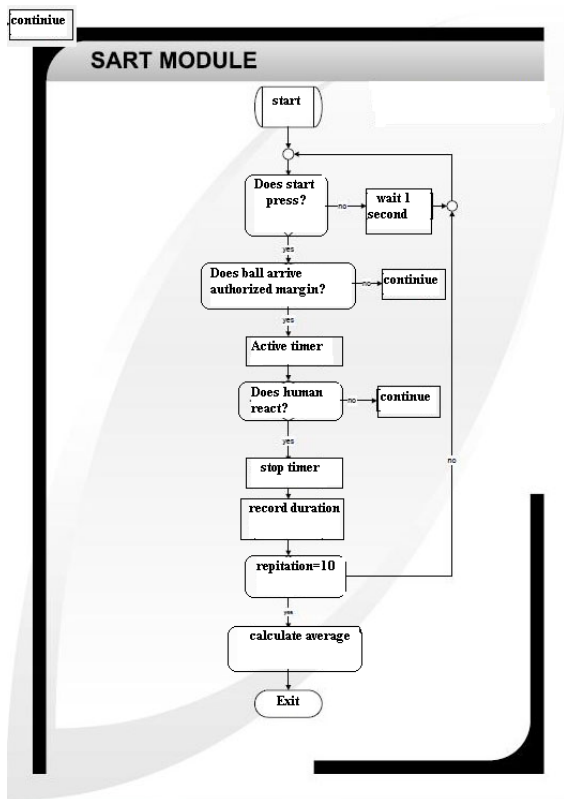 continiue
SART MODULE
start
Does start
press?
no
wait 1
second
yes
Does ball arrive
authorized margin?
no
continiue
yes
Active timer
Does human
react?
no
continue
yes
stop timer
no
record duration
repitation=10
yes
calculate average
Exit